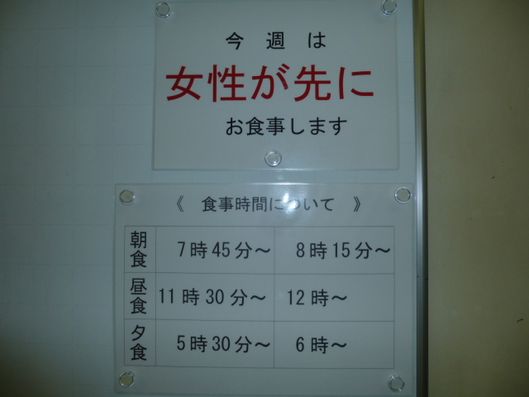 今週は
女性が先に
お食事します
《 食事時間について 》
朝食 7時45分～ 8時15分～
昼食 11時30分～ 12時～
夕食 5時30分～ 6時～